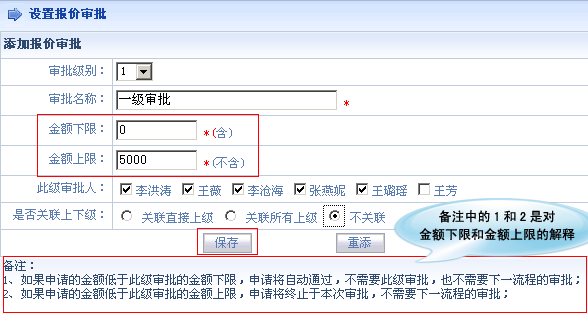 设置报价审批
添加报价审批
审批级别： 1
审批名称： 一级审批 *
金额下限： 0 *(含)
金额上限： 5000 *(不含)
此级审批人： 李洪涛 王薇 李沧海 张燕妮 王璐瑶 王芳
是否关联上下级： 关联直接上级 关联所有上级 不关联
保存 重添
备注中的 1 和 2 是对
金额下限和金额上限的解释
备注：
1、如果申请的金额低于此级审批的金额下限，申请将自动通过，不需要此级审批，也不需要下一流程的审批；
2、如果申请的金额低于此级审批的金额上限，申请将终止于本次审批，不需要下一流程的审批；